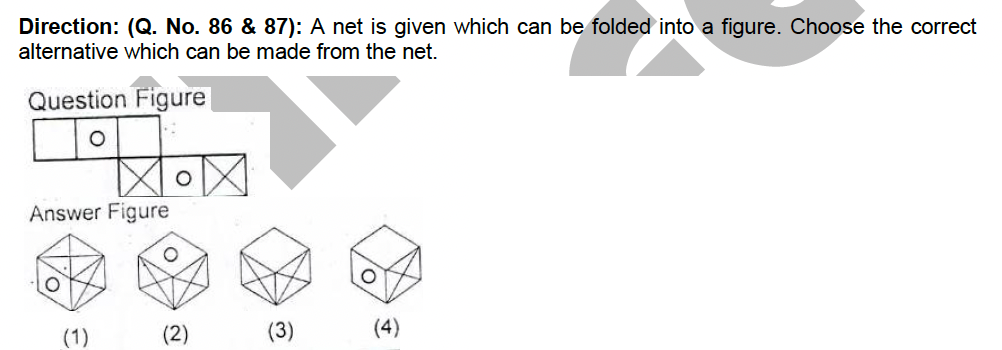 Direction: (Q. No. 86 & 87): A net is given which can be folded into a figure. Choose the correct
alternative which can be made from the net.
Question Figure
Answer Figure
(1) (2) (3) (4)